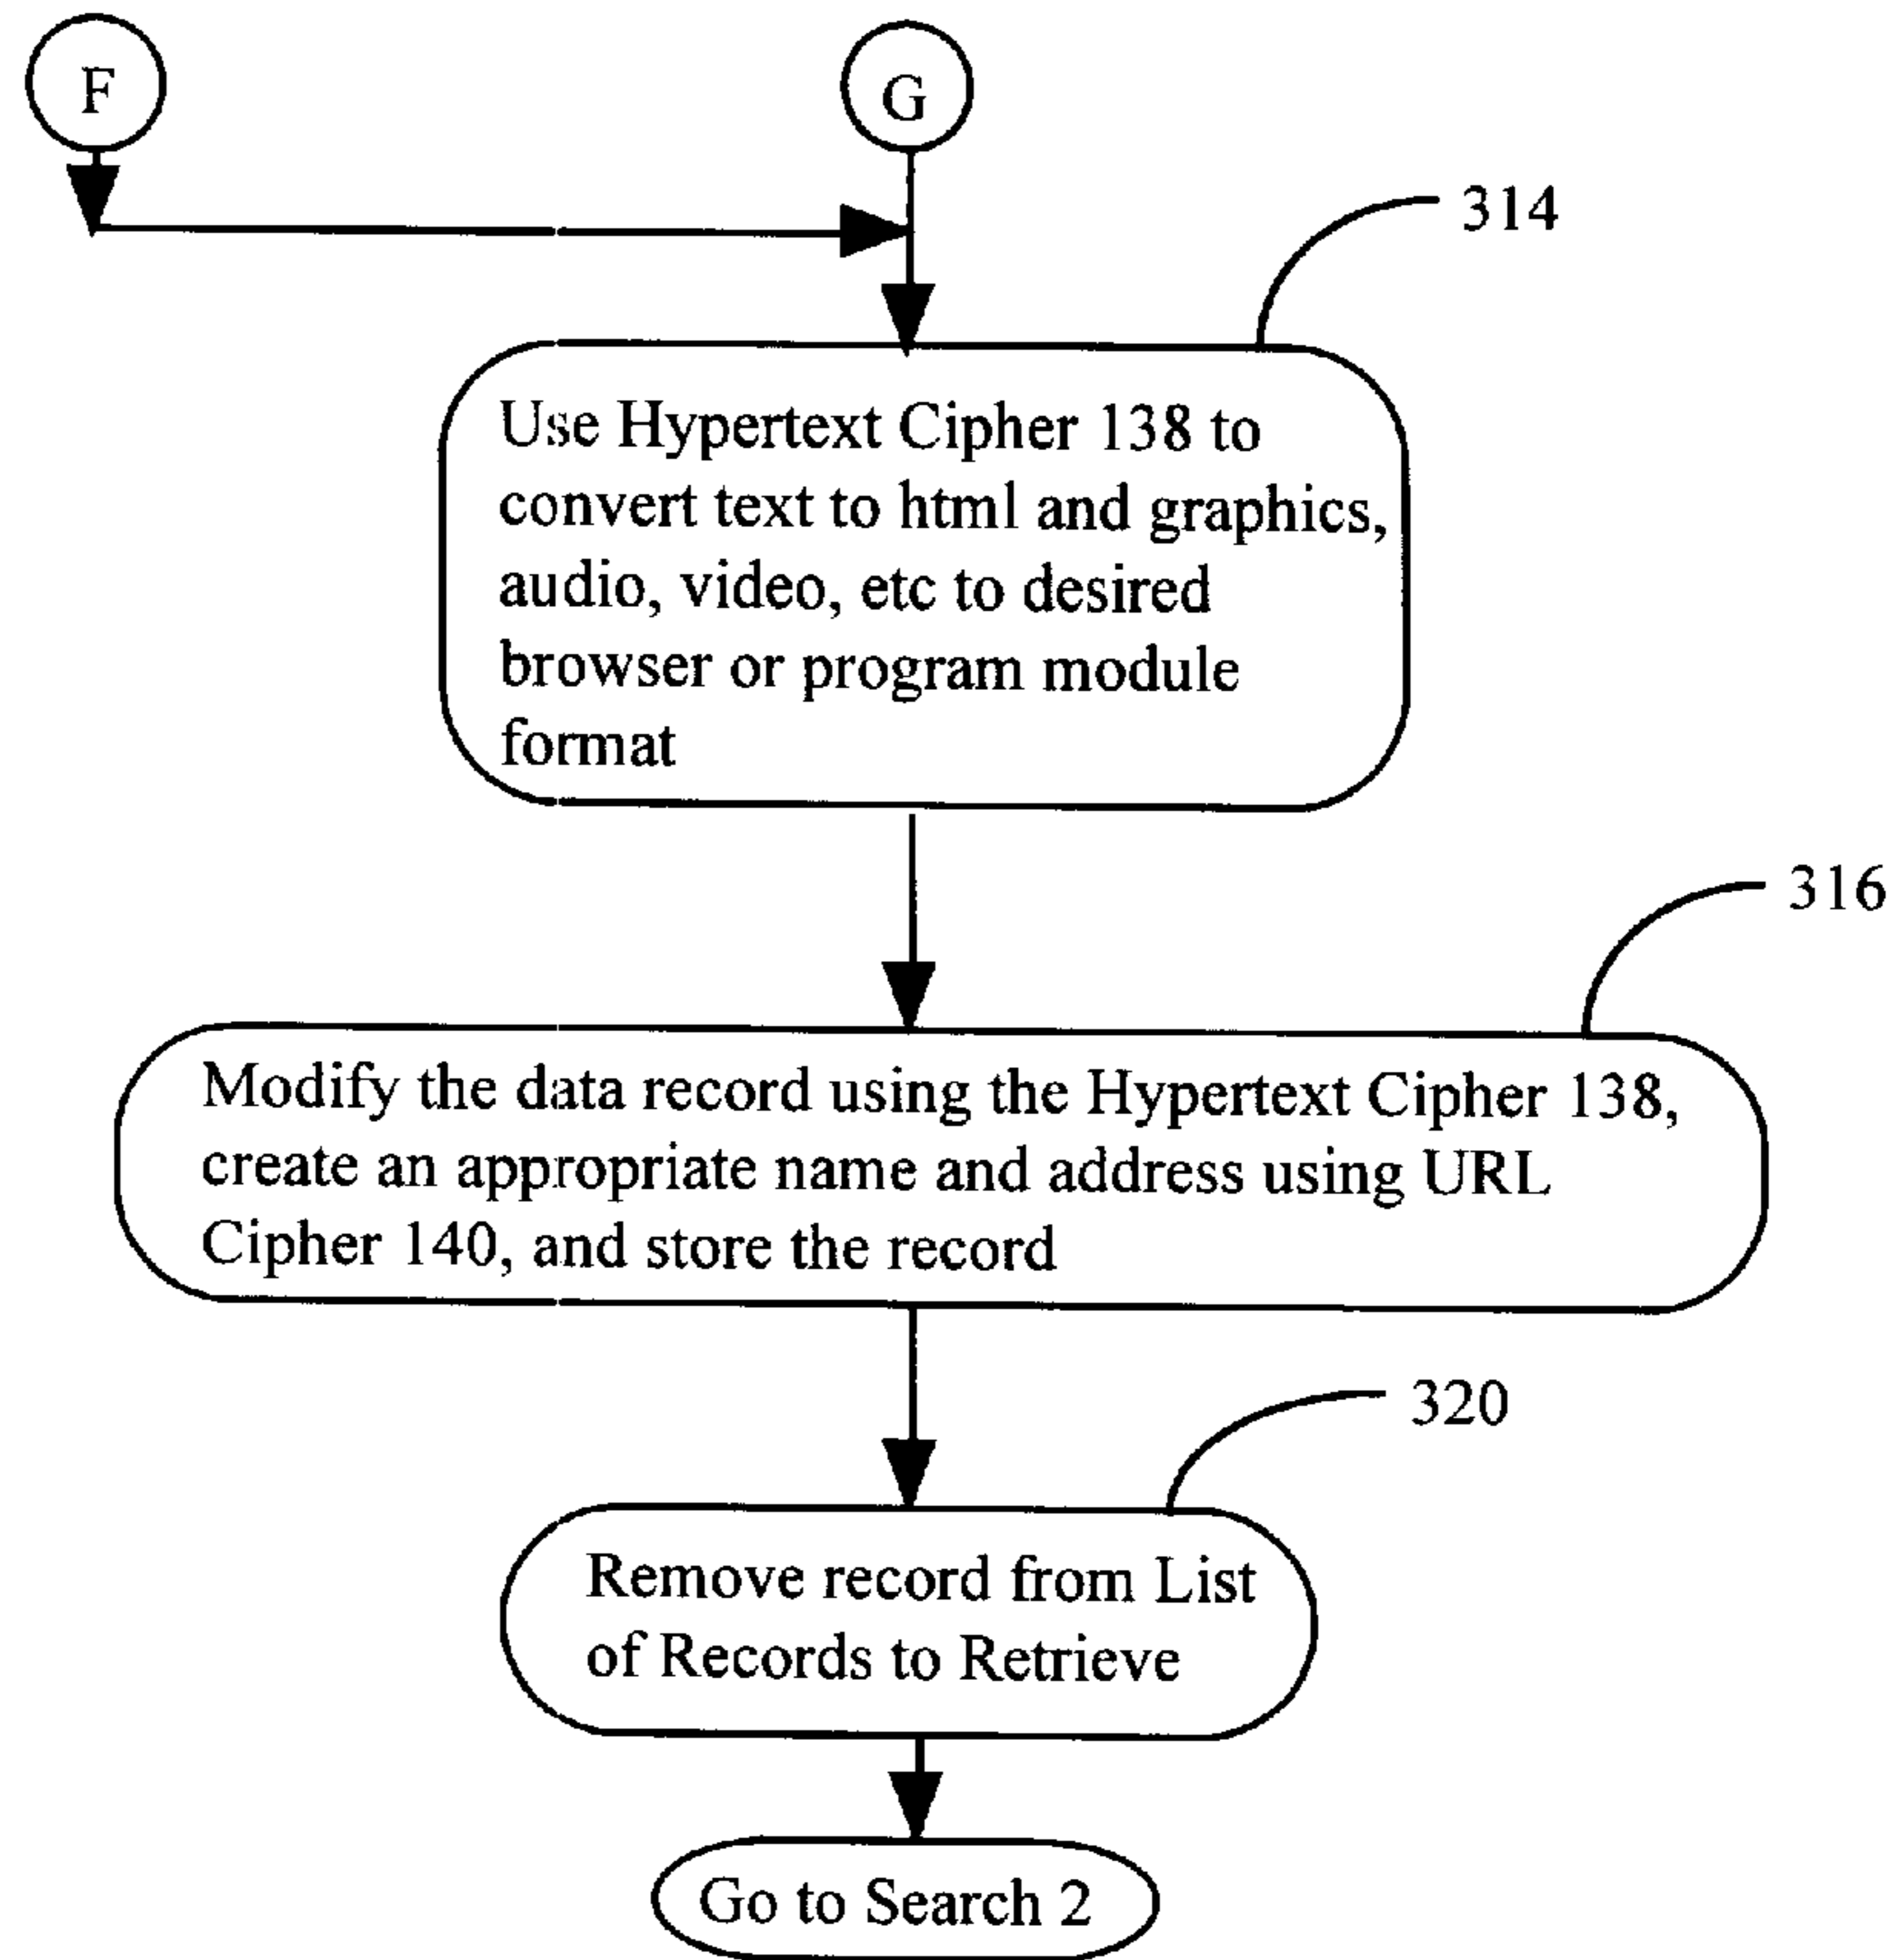 F
G
314
Use Hypertext Cipher 138 to
convert text to html and graphics,
audio, video, etc to desired
browser or program module
format
316
Modify the data record using the Hypertext Cipher 138,
create an appropriate name and address using URL
Cipher 140, and store the record
320
Remove record from List
of Records to Retrieve
Go to Search 2